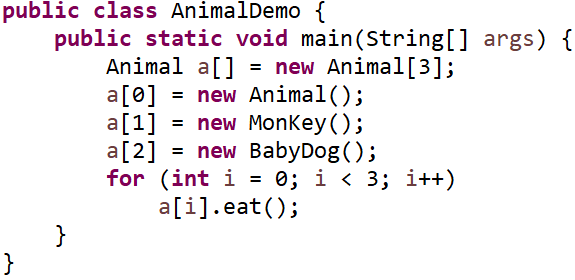 public class AnimalDemo {
    public static void main(String[] args) {
        Animal a[] = new Animal[3];
        a[0] = new Animal();
        a[1] = new MonKey();
        a[2] = new BabyDog();
        for (int i = 0; i < 3; i++)
            a[i].eat();
    }
}